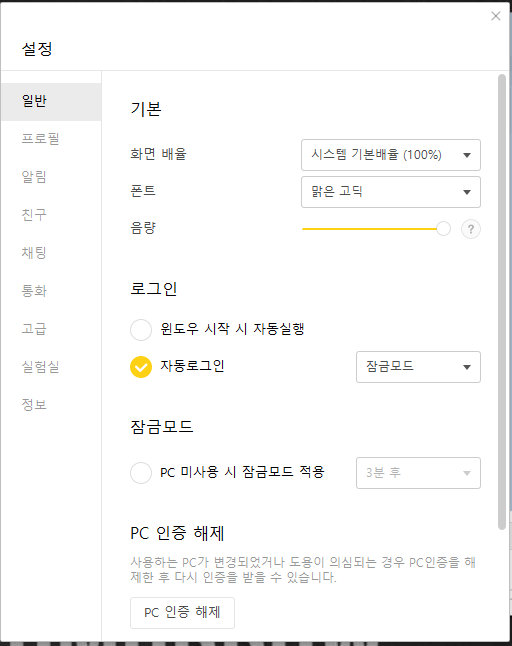 설정
일반
프로필
알림
친구
채팅
통화
고급
실험실
정보
기본
화면 배율
시스템 기본배율 (100%)
폰트
맑은 고딕
음량
?
로그인
윈도우 시작 시 자동실행
자동로그인
잠금모드
잠금모드
PC 미사용 시 잠금모드 적용
3분 후
PC 인증 해제
사용하는 PC가 변경되었거나 도용이 의심되는 경우 PC인증을 해
제한 후 다시 인증을 받을 수 있습니다.
PC 인증 해제